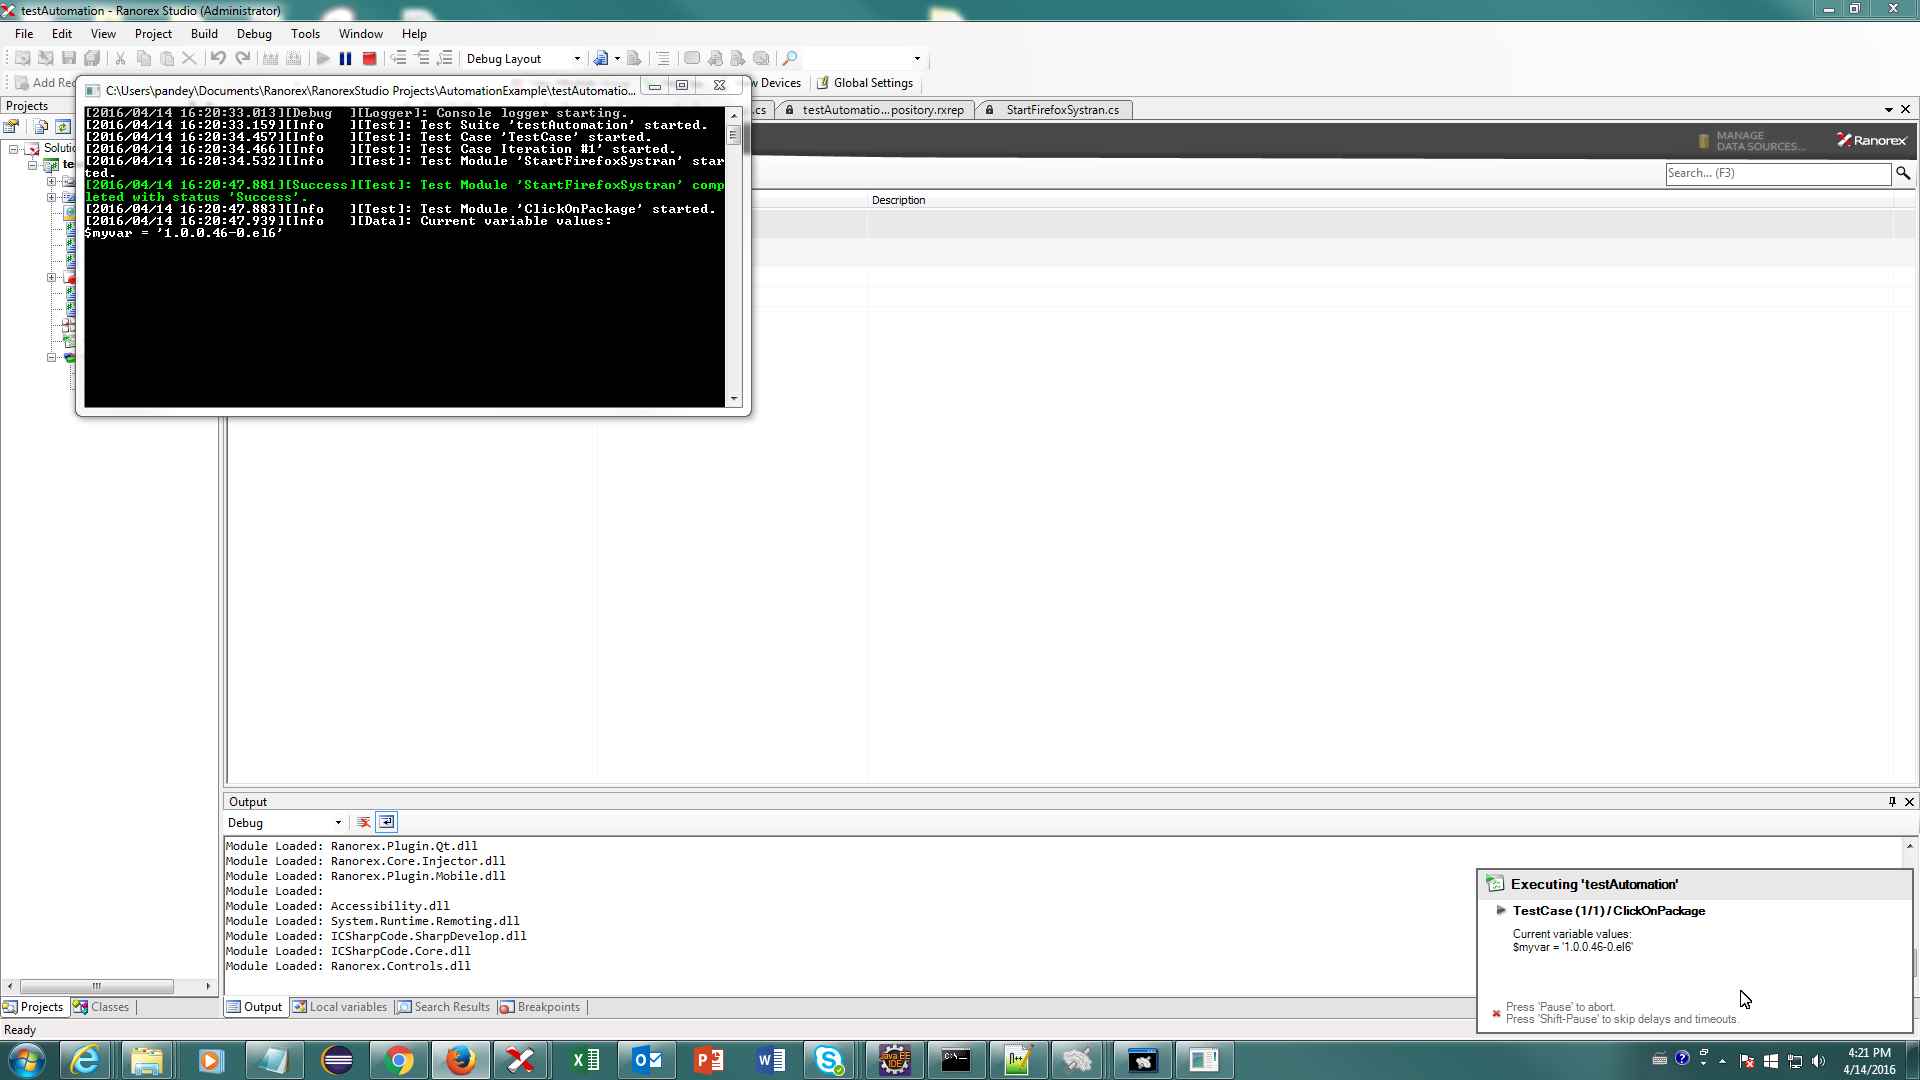 testAutomation - Ranorex Studio (Administrator)
File Edit View Project Build Debug Tools Window Help
Debug Layout
Add Rec
Devices
Global Settings
C:\Users\pandey\Documents\Ranorex\RanorexStudio Projects\AutomationExample\testAutomatio...
Projects
.cs
testAutomatio...pository.rxrep
StartFirefoxSystran.cs
[2016/04/14 16:20:33.013][Debug   ][Logger]: Console logger starting.
[2016/04/14 16:20:33.159][Info    ][Test]: Test Suite 'testAutomation' started.
[2016/04/14 16:20:34.457][Info    ][Test]: Test Case 'TestCase' started.
[2016/04/14 16:20:34.466][Info    ][Test]: Test Case Iteration #1' started.
[2016/04/14 16:20:34.532][Info    ][Test]: Test Module 'StartFirefoxSystran' star
ted.
[2016/04/14 16:20:47.881][Success][Test]: Test Module 'StartFirefoxSystran' comp
leted with status 'Success'.
[2016/04/14 16:20:47.883][Info    ][Test]: Test Module 'ClickOnPackage' started.
[2016/04/14 16:20:47.939][Info    ][Data]: Current variable values:
$myvar = '1.0.0.46-0.el6'
Soluti
te
MANAGE
DATA SOURCES...
Ranorex
Search... (F3)
Description
Output
Debug
Module Loaded: Ranorex.Plugin.Qt.dll
Module Loaded: Ranorex.Core.Injector.dll
Module Loaded: Ranorex.Plugin.Mobile.dll
Module Loaded:
Module Loaded: Accessibility.dll
Module Loaded: System.Runtime.Remoting.dll
Module Loaded: ICSharpCode.SharpDevelop.dll
Module Loaded: ICSharpCode.Core.dll
Module Loaded: Ranorex.Controls.dll
Executing 'testAutomation'
TestCase (1/1) / ClickOnPackage
Current variable values:
$myvar = '1.0.0.46-0.el6'
Press 'Pause' to abort.
Press 'Shift-Pause' to skip delays and timeouts.
Projects Classes
Output Local variables Search Results Breakpoints
Ready
Java EE
IDE
C:\
4:21 PM
4/14/2016